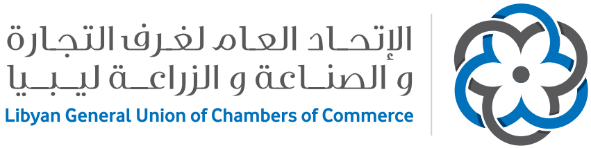 الإتحاد العام لغرف التجارة
و الصناعة و الزراعة ليبيا
Libyan General Union of Chambers of Commerce